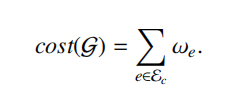 cost(𝒢) = ∑_{e∈ℰ_c} ω_e.